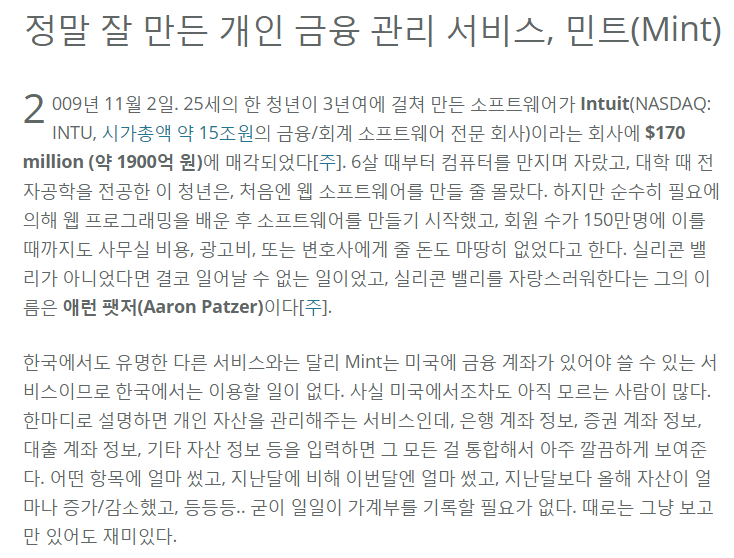 정말 잘 만든 개인 금융 관리 서비스, 민트(Mint)
2009년 11월 2일. 25세의 한 청년이 3년여에 걸쳐 만든 소프트웨어가 Intuit(NASDAQ:
INTU, 시가총액 약 15조원의 금융/회계 소프트웨어 전문 회사)이라는 회사에 $170
million (약 1900억 원)에 매각되었다[주]. 6살 때부터 컴퓨터를 만지며 자랐고, 대학 때 전
자공학을 전공한 이 청년은, 처음엔 웹 소프트웨어를 만들 줄 몰랐다. 하지만 순수히 필요에
의해 웹 프로그래밍을 배운 후 소프트웨어를 만들기 시작했고, 회원 수가 150만명에 이를
때까지도 사무실 비용, 광고비, 또는 변호사에게 줄 돈도 마땅히 없었다고 한다. 실리콘 밸
리가 아니었다면 결코 일어날 수 없는 일이었고, 실리콘 밸리를 자랑스러워한다는 그의 이
름은 애런 팻저(Aaron Patzer)이다[주].
한국에서도 유명한 다른 서비스와는 달리 Mint는 미국에 금융 계좌가 있어야 쓸 수 있는 서
비스이므로 한국에서는 이용할 일이 없다. 사실 미국에서조차도 아직 모르는 사람이 많다.
한마디로 설명하면 개인 자산을 관리해주는 서비스인데, 은행 계좌 정보, 증권 계좌 정보,
대출 계좌 정보, 기타 자산 정보 등을 입력하면 그 모든 걸 통합해서 아주 깔끔하게 보여준
다. 어떤 항목에 얼마 썼고, 지난달에 비해 이번달엔 얼마 썼고, 지난달보다 올해 자산이 얼
마나 증가/감소했고, 등등등.. 굳이 일일이 가계부를 기록할 필요가 없다. 때로는 그냥 보고
만 있어도 재미있다.